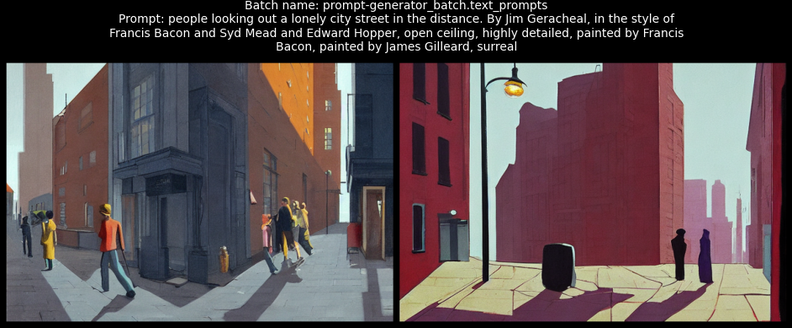 Batch name: prompt-generator_batch.text_prompts
Prompt: people looking out a lonely city street in the distance. By Jim Geracheal, in the style of
Francis Bacon and Syd Mead and Edward Hopper, open ceiling, highly detailed, painted by Francis
Bacon, painted by James Gilleard, surreal